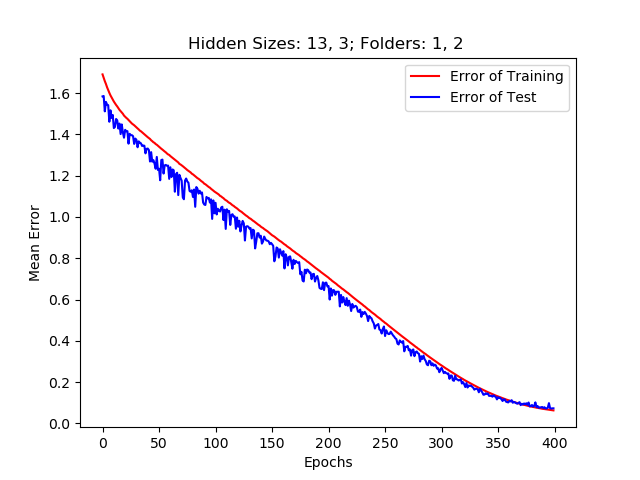 Hidden Sizes: 13, 3; Folders: 1, 2
Error of Training
Error of Test
Mean Error
1.6
1.4
1.2
1.0
0.8
0.6
0.4
0.2
0.0
0 50 100 150 200 250 300 350 400
Epochs